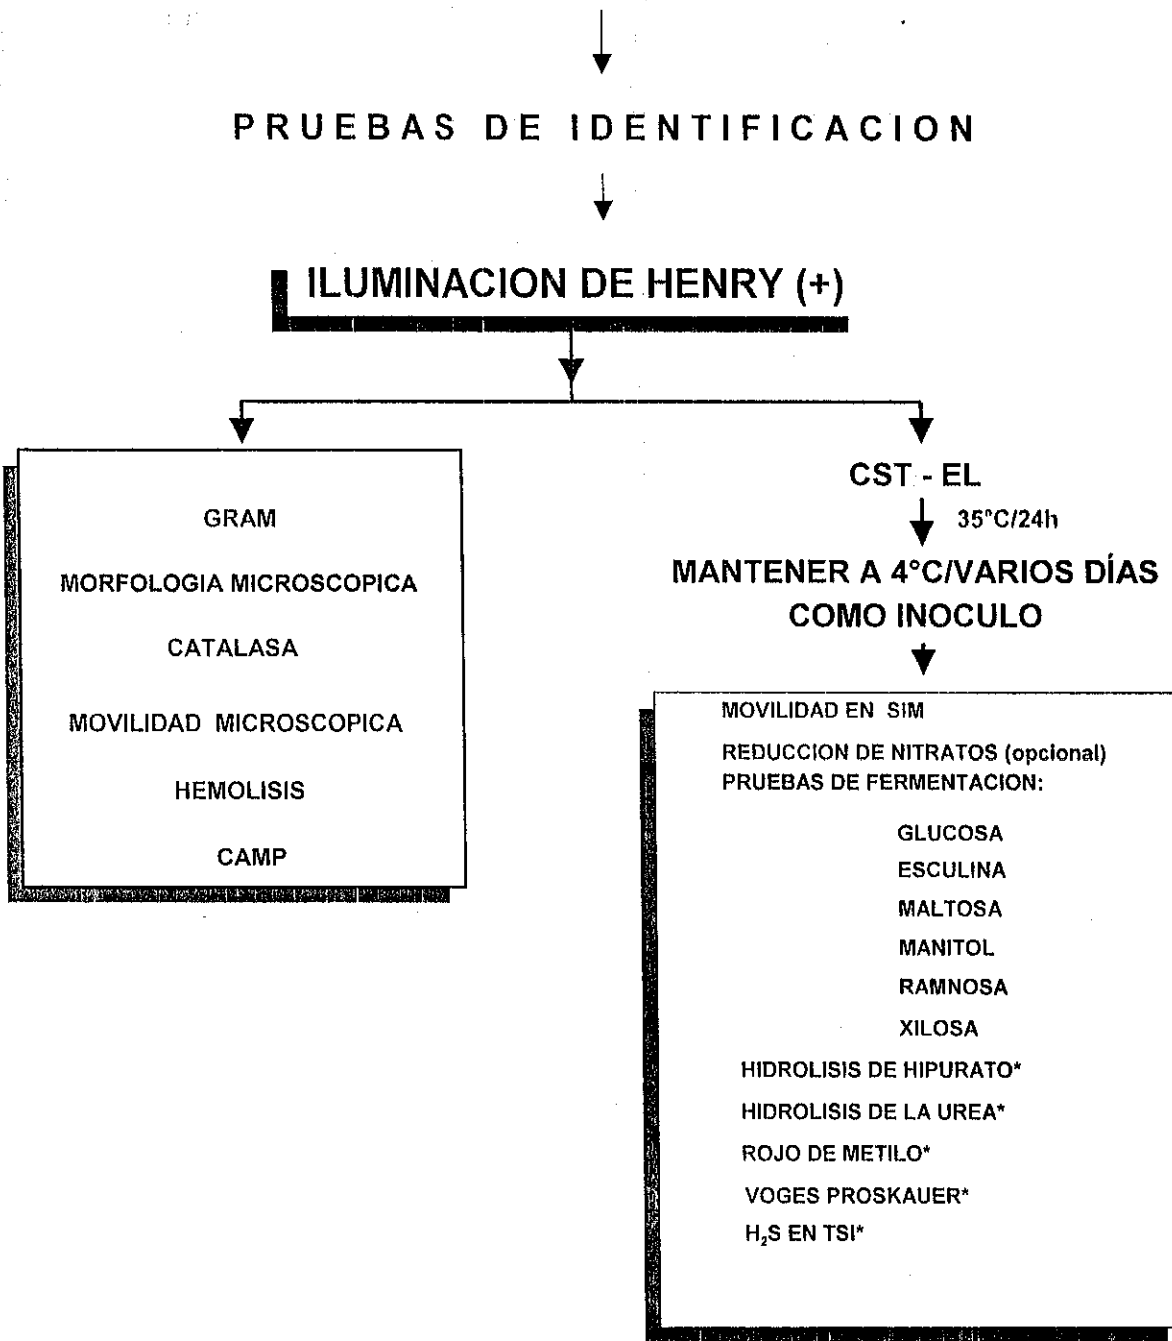 PRUEBAS DE IDENTIFICACION
ILUMINACION DE HENRY (+)
GRAM
MORFOLOGIA MICROSCOPICA
CATALASA
MOVILIDAD MICROSCOPICA
HEMOLISIS
CAMP
CST - EL
35°C/24h
MANTENER A 4°C/VARIOS DÍAS
COMO INOCULO
MOVILIDAD EN SIM
REDUCCION DE NITRATOS (opcional)
PRUEBAS DE FERMENTACION:
GLUCOSA
ESCULINA
MALTOSA
MANITOL
RAMNOSA
XILOSA
HIDROLISIS DE HIPURATO*
HIDROLISIS DE LA UREA*
ROJO DE METILO*
VOGES PROSKAUER*
H₂S EN TSI*